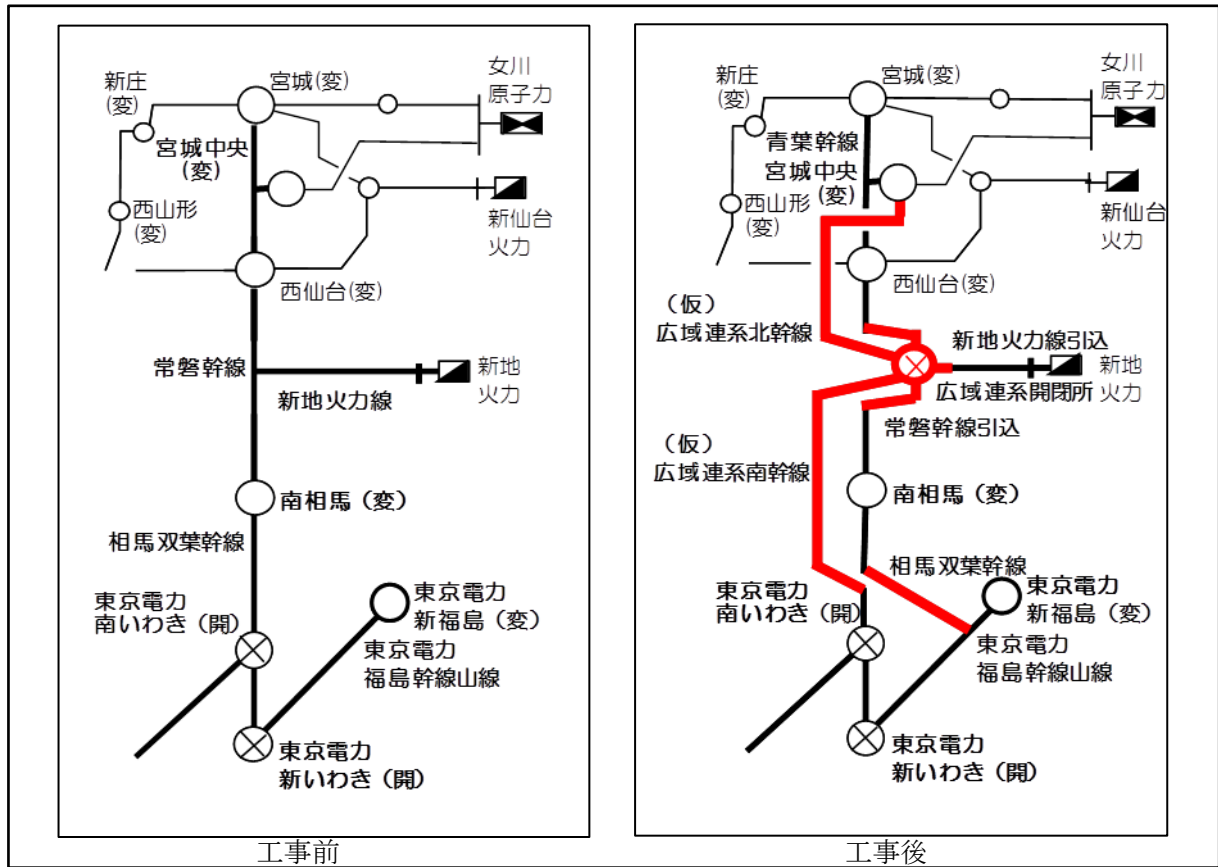 女川
原子力
宮城(変)
新庄
(変)
宮城中央
(変)
西山形
(変)
新仙台
火力
西仙台(変)
常磐幹線
新地
火力
新地火力線
南相馬(変)
相馬双葉幹線
東京電力
南いわき(開)
東京電力
新福島(変)
東京電力
福島幹線山線
東京電力
新いわき(開)
工事前
女川
原子力
宮城(変)
新庄
(変)
青葉幹線
宮城中央
(変)
西山形
(変)
新仙台
火力
西仙台(変)
(仮)
広域連系北幹線
新地火力線引込
広域連系開閉所
新地
火力
常磐幹線引込
(仮)
広域連系南幹線
南相馬(変)
相馬双葉幹線
東京電力
南いわき(開)
東京電力
新福島(変)
東京電力
福島幹線山線
東京電力
新いわき(開)
工事後